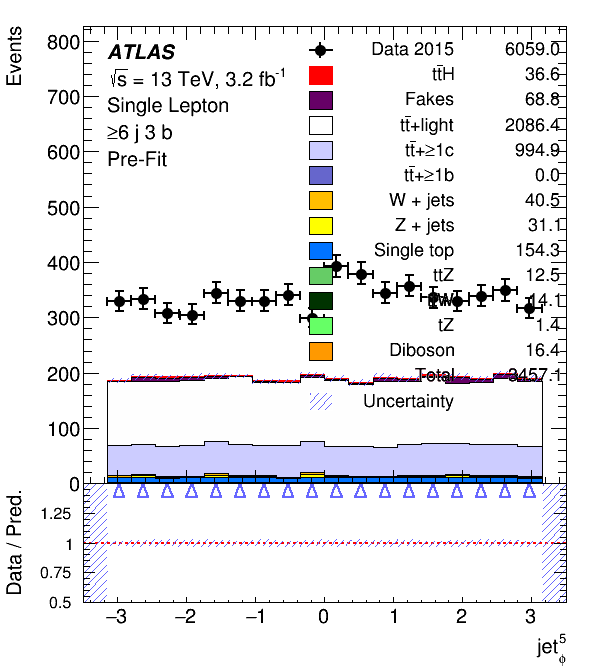 Events
800
700
600
500
400
300
200
100
0
ATLAS
√s = 13 TeV, 3.2 fb⁻¹
Single Lepton
≥6 j 3 b
Pre-Fit
Data 2015 6059.0
tt̄H 36.6
Fakes 68.8
tt̄+light 2086.4
tt̄+≥1c 994.9
tt̄+≥1b 0.0
W + jets 40.5
Z + jets 31.1
Single top 154.3
ttZ 12.5
14.1
tZ 1.4
Diboson 16.4
Total 3457.1
Uncertainty
Data / Pred.
1.25
1
0.75
0.5
−3 −2 −1 0 1 2 3
jet⁵ϕ